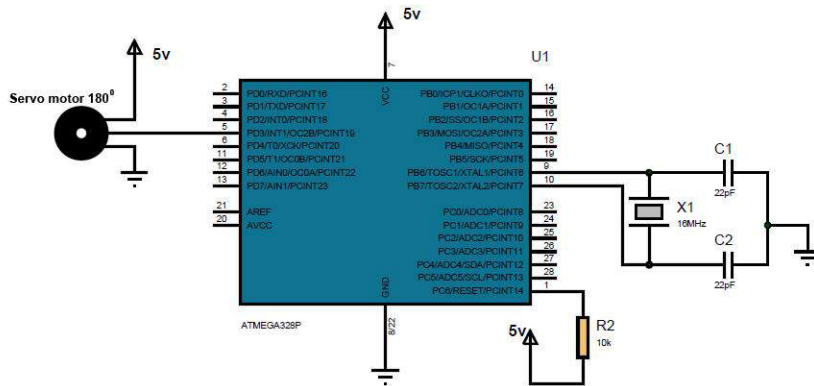 5v
5v
U1
Servo motor 180⁰
7
VCC
2 PD0/RXD/PCINT16
3 PD1/TXD/PCINT17
4 PD2/INT0/PCINT18
5 PD3/INT1/OC2B/PCINT19
6 PD4/T0/XCK/PCINT20
11 PD5/T1/OC0B/PCINT21
12 PD6/AIN0/OC0A/PCINT22
13 PD7/AIN1/PCINT23
21 AREF
20 AVCC
PB0/ICP1/CLKO/PCINT0 14
PB1/OC1A/PCINT1 15
PB2/SS/OC1B/PCINT2 16
PB3/MOSI/OC2A/PCINT3 17
PB4/MISO/PCINT4 18
PB5/SCK/PCINT5 19
PB6/TOSC1/XTAL1/PCINT6 9
PB7/TOSC2/XTAL2/PCINT7 10
PC0/ADC0/PCINT8 23
PC1/ADC1/PCINT9 24
PC2/ADC2/PCINT10 25
PC3/ADC3/PCINT11 26
PC4/ADC4/SDA/PCINT12 27
PC5/ADC5/SCL/PCINT13 28
PC6/RESET/PCINT14 1
GND
8/22
ATMEGA328P
C1
22pF
X1
16MHz
C2
22pF
5v
R2
10k